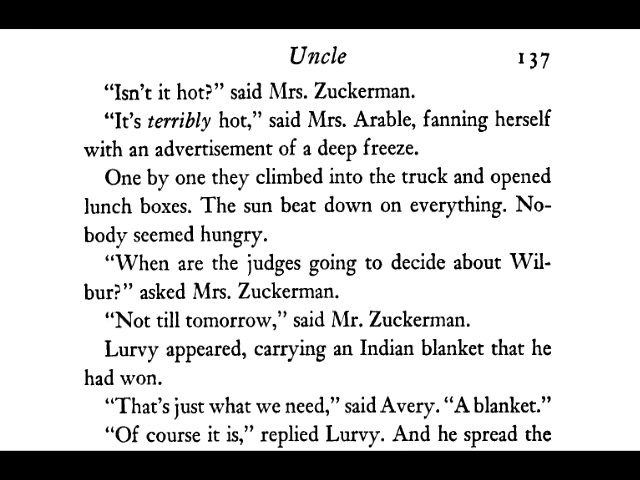 Uncle 137
“Isn’t it hot?” said Mrs. Zuckerman.
“It’s terribly hot,” said Mrs. Arable, fanning herself
with an advertisement of a deep freeze.
One by one they climbed into the truck and opened
lunch boxes. The sun beat down on everything. No-
body seemed hungry.
“When are the judges going to decide about Wil-
bur?” asked Mrs. Zuckerman.
“Not till tomorrow,” said Mr. Zuckerman.
Lurvy appeared, carrying an Indian blanket that he
had won.
“That’s just what we need,” said Avery. “A blanket.”
“Of course it is,” replied Lurvy. And he spread the